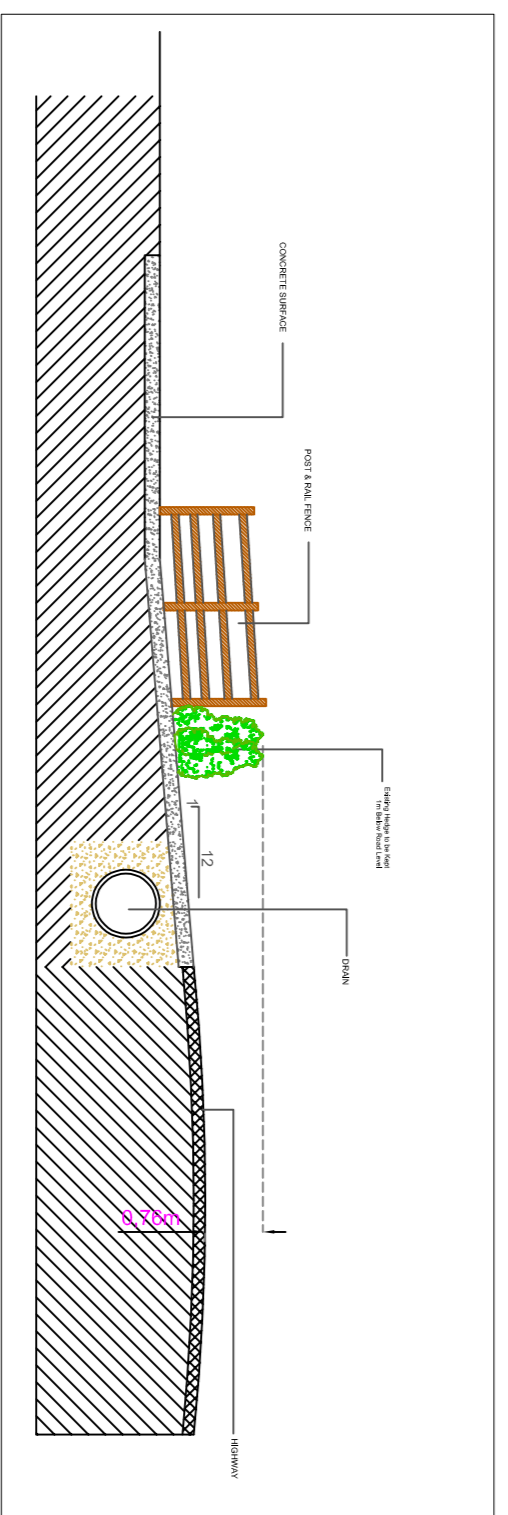 CONCRETE SURFACE
POST & RAIL FENCE
Existing Hedge to be Kept
1m Below Road Level
1
12
DRAIN
0,76m
HIGHWAY